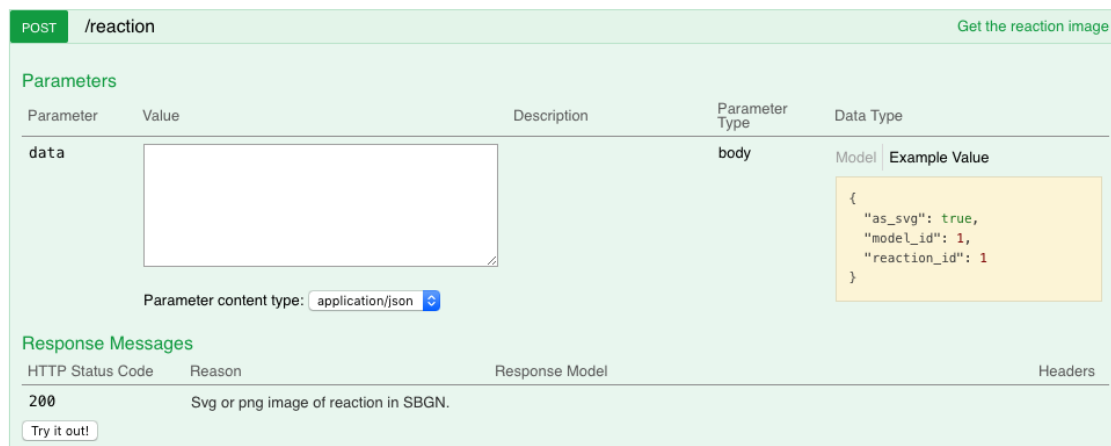 POST /reaction Get the reaction image
Parameters
Parameter Value Description Parameter Type Data Type
data body Model Example Value
{
"as_svg": true,
"model_id": 1,
"reaction_id": 1
}
Parameter content type: application/json
Response Messages
HTTP Status Code Reason Response Model Headers
200 Svg or png image of reaction in SBGN.
Try it out!